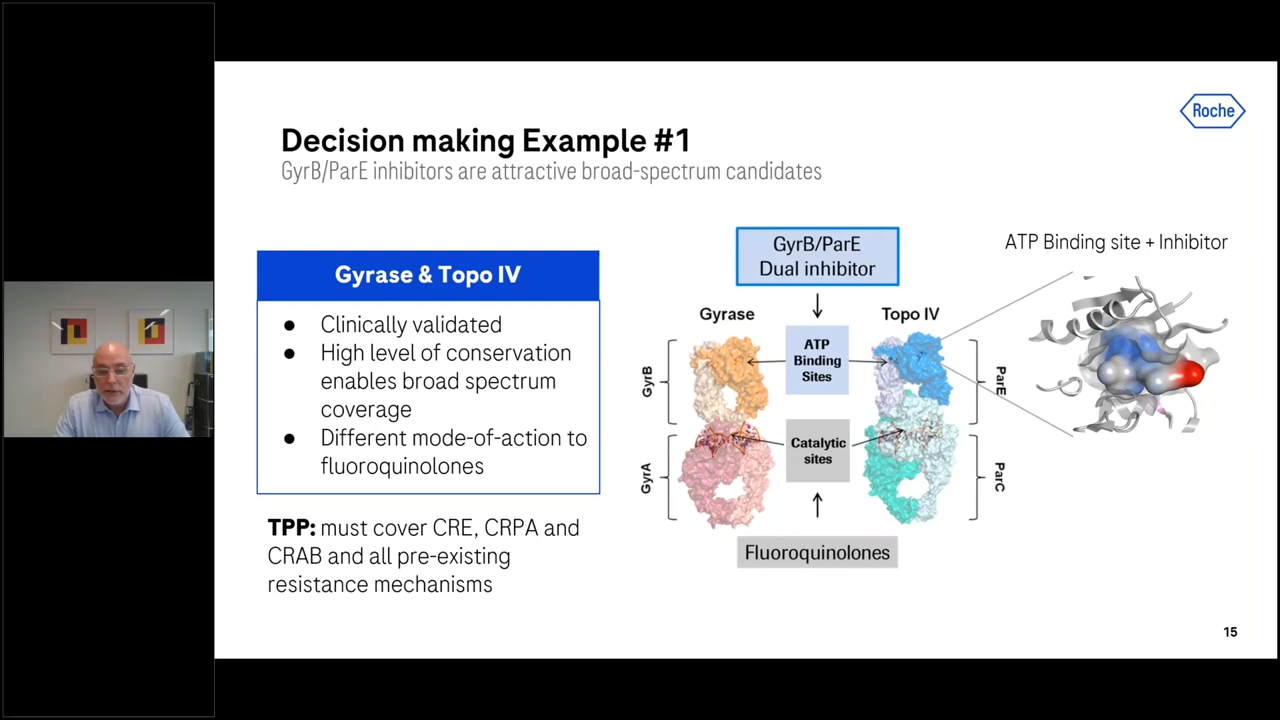 Roche
Decision making Example #1
GyrB/ParE inhibitors are attractive broad-spectrum candidates
Gyrase & Topo IV
● Clinically validated
● High level of conservation
enables broad spectrum
coverage
● Different mode-of-action to
fluoroquinolones
TPP: must cover CRE, CRPA and
CRAB and all pre-existing
resistance mechanisms
GyrB/ParE
Dual inhibitor
Gyrase
Topo IV
ATP
Binding
Sites
GyrB
ParE
Catalytic
sites
GyrA
ParC
Fluoroquinolones
ATP Binding site + Inhibitor
15